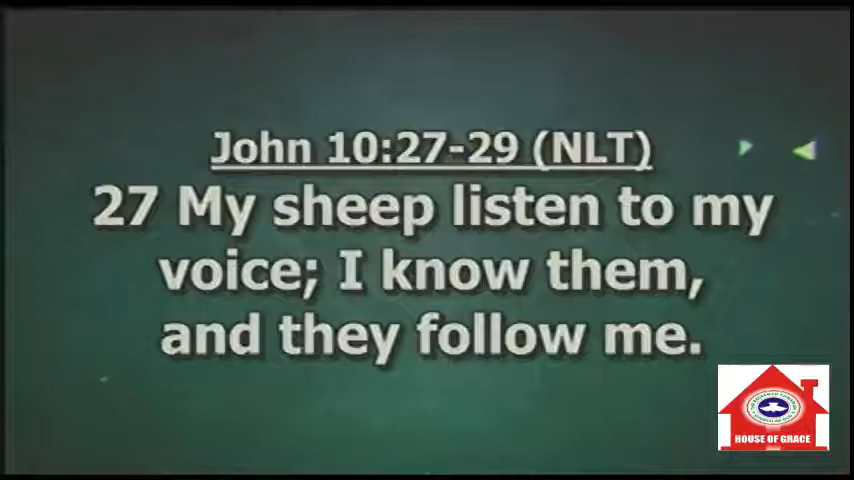 John 10:27-29 (NLT)
27 My sheep listen to my
voice; I know them,
and they follow me.
HOUSE OF GRACE